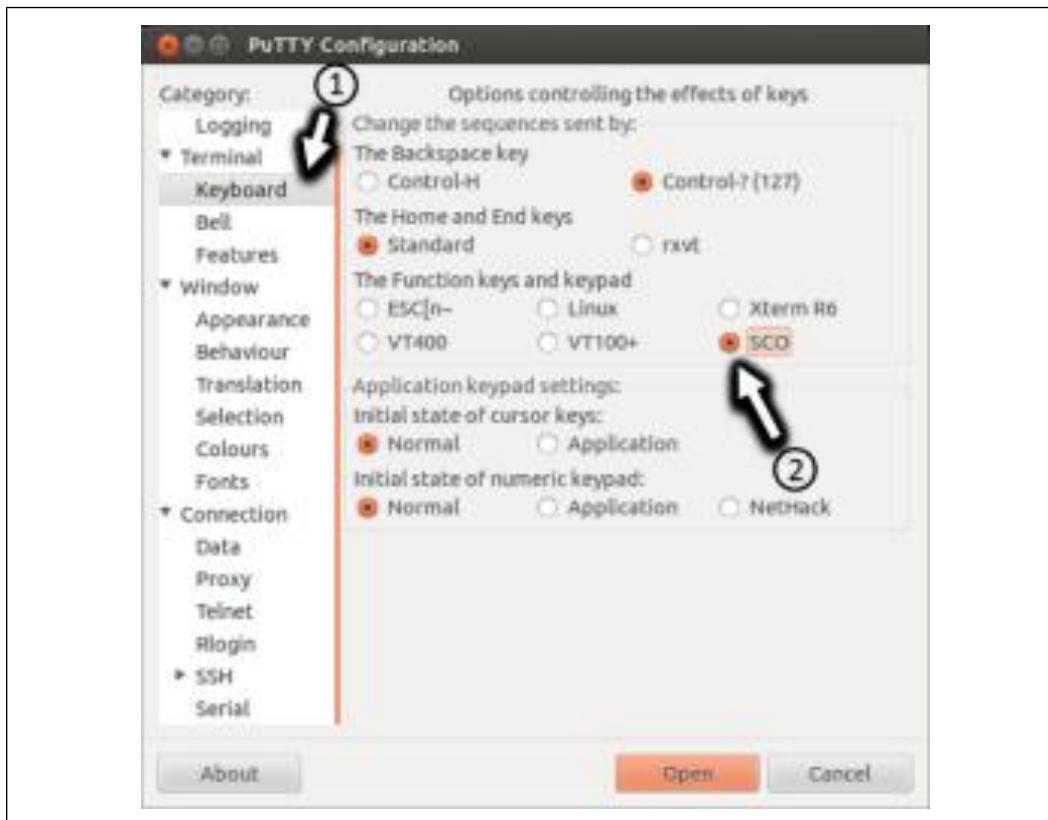 PuTTY Configuration
1
Category:
Logging
Terminal
Keyboard
Bell
Features
Window
Appearance
Behaviour
Translation
Selection
Colours
Fonts
Connection
Data
Proxy
Telnet
Rlogin
SSH
Serial
Options controlling the effects of keys
Change the sequences sent by:
The Backspace key
Control-H Control-? (127)
The Home and End keys
Standard rxvt
The Function keys and keypad
ESC[n~ Linux Xterm R6
VT400 VT100+ SCO
Application keypad settings:
Initial state of cursor keys:
Normal Application
2
Initial state of numeric keypad:
Normal Application NetHack
About Open Cancel